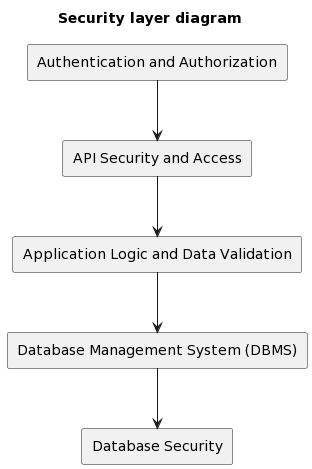 Security layer diagram
Authentication and Authorization
API Security and Access
Application Logic and Data Validation
Database Management System (DBMS)
Database Security